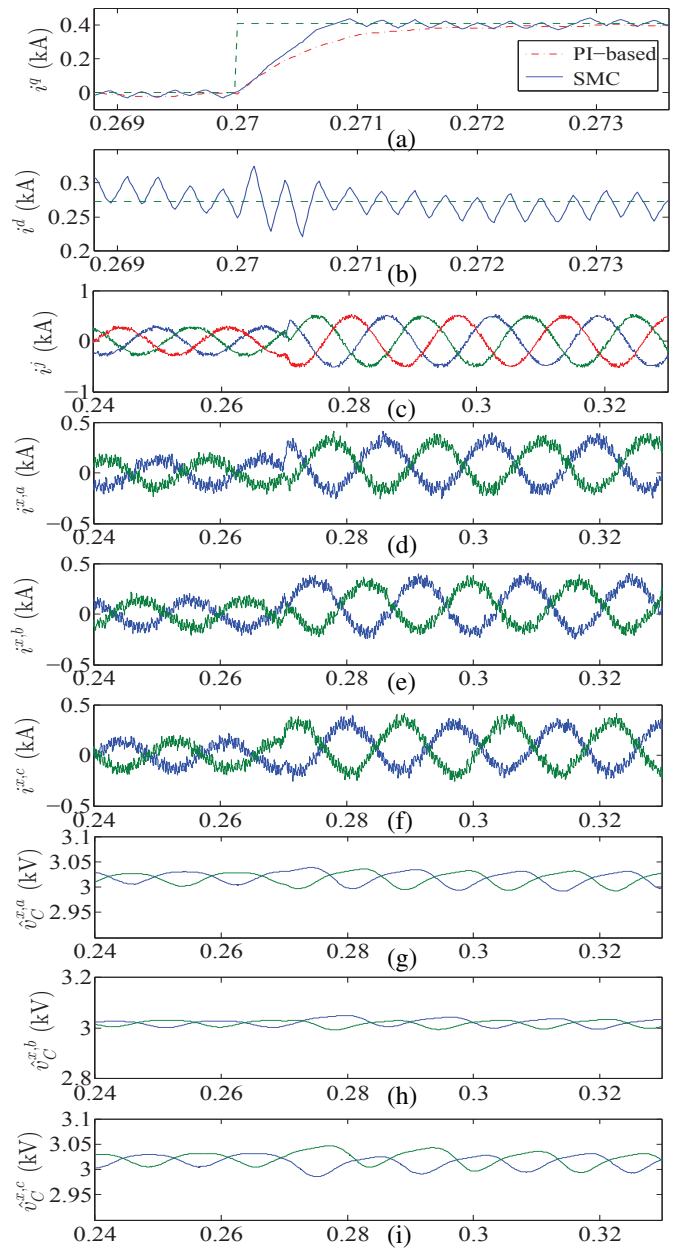 0.4
0.2
0
i^q (kA)
PI−based
SMC
0.269 0.27 0.271 0.272 0.273
(a)
0.3
0.25
0.2
i^d (kA)
0.269 0.27 0.271 0.272 0.273
(b)
1
0
−1
i^j (kA)
0.24 0.26 0.28 0.3 0.32
(c)
0.5
0
−0.5
i^{x,a} (kA)
0.24 0.26 0.28 0.3 0.32
(d)
0.5
0
−0.5
i^{x,b} (kA)
0.24 0.26 0.28 0.3 0.32
(e)
0.5
0
−0.5
i^{x,c} (kA)
0.24 0.26 0.28 0.3 0.32
(f)
3.1
3.05
3
2.95
v̂_C^{x,a} (kV)
0.24 0.26 0.28 0.3 0.32
(g)
3.2
3
2.8
v̂_C^{x,b} (kV)
0.24 0.26 0.28 0.3 0.32
(h)
3.1
3.05
3
2.95
v̂_C^{x,c} (kV)
0.24 0.26 0.28 0.3 0.32
(i)